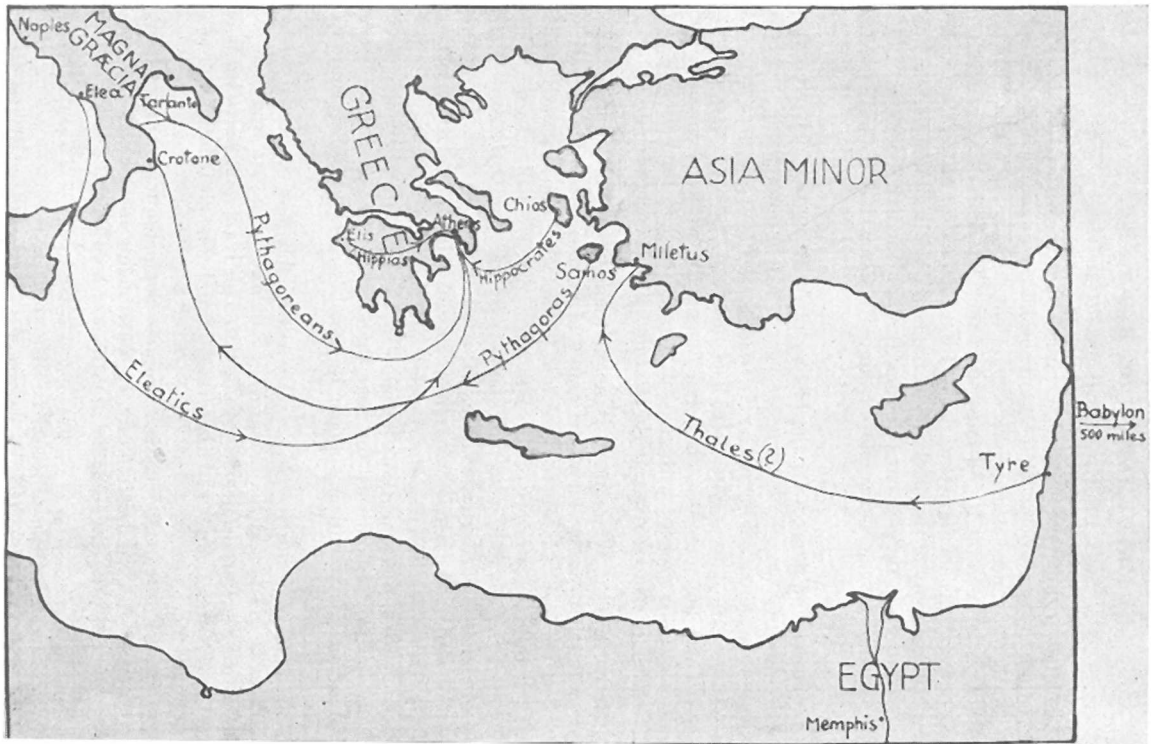 Naples
MAGNA
GRÆCIA
Elea
Tarante
Crotone
GREECE
ASIA MINOR
Chios
Athens
Elis
Hippias
Hippocrates
Samos
Miletus
Pythagoreans
Pythagoras
Eleatics
Thales(?)
Babylon
500 miles
Tyre
EGYPT
Memphis